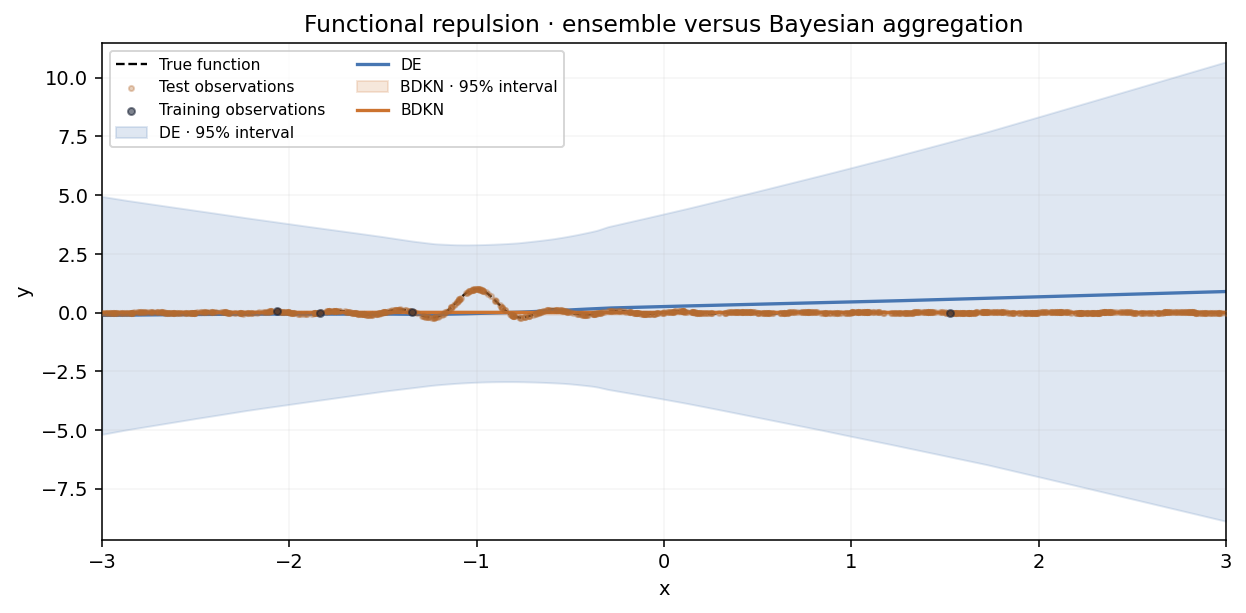 Functional repulsion · ensemble versus Bayesian aggregation
True function
Test observations
Training observations
DE · 95% interval
DE
BDKN · 95% interval
BDKN
10.0
7.5
5.0
2.5
0.0
−2.5
−5.0
−7.5
y
−3
−2
−1
0
1
2
3
x